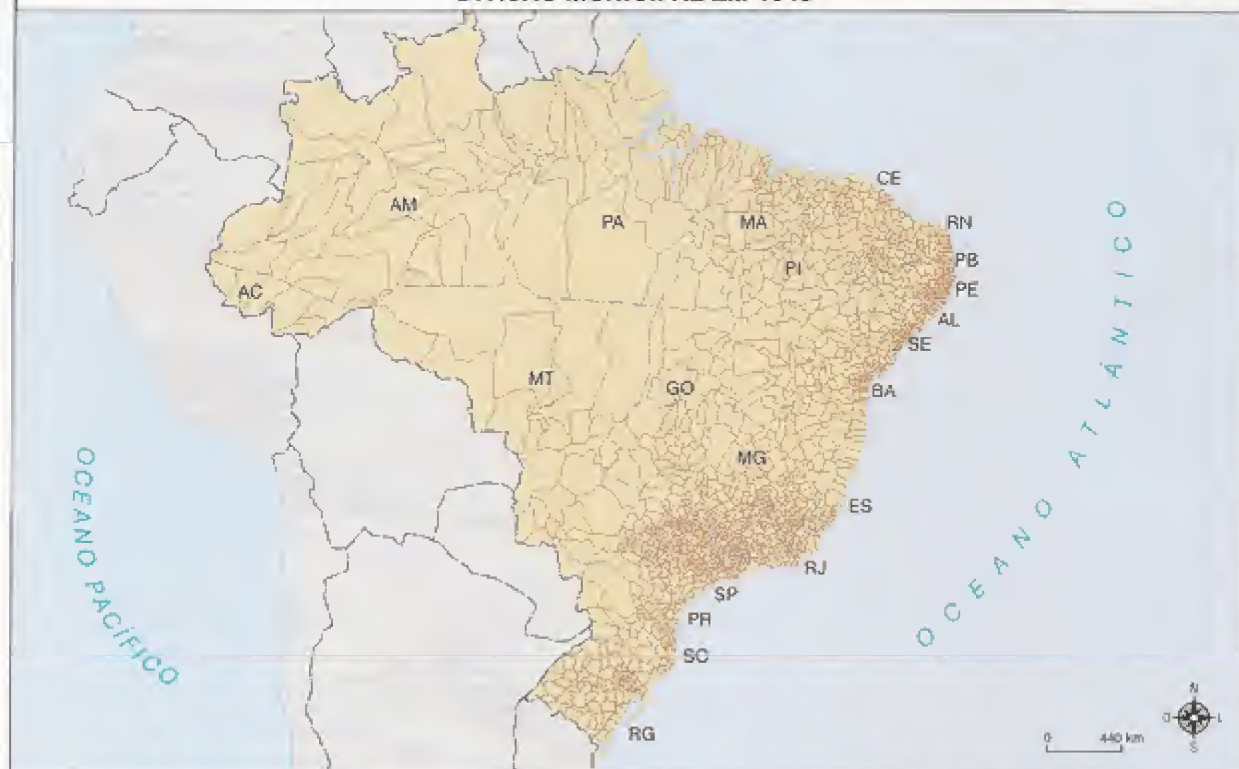 CE
AM
PA
MA
RN
PI
PB
PE
AC
AL
SE
MT
GO
BA
MG
ES
RJ
SP
PR
SC
RG
OCEANO PACÍFICO
OCEANO ATLÂNTICO
N
O
L
S
0 440 km